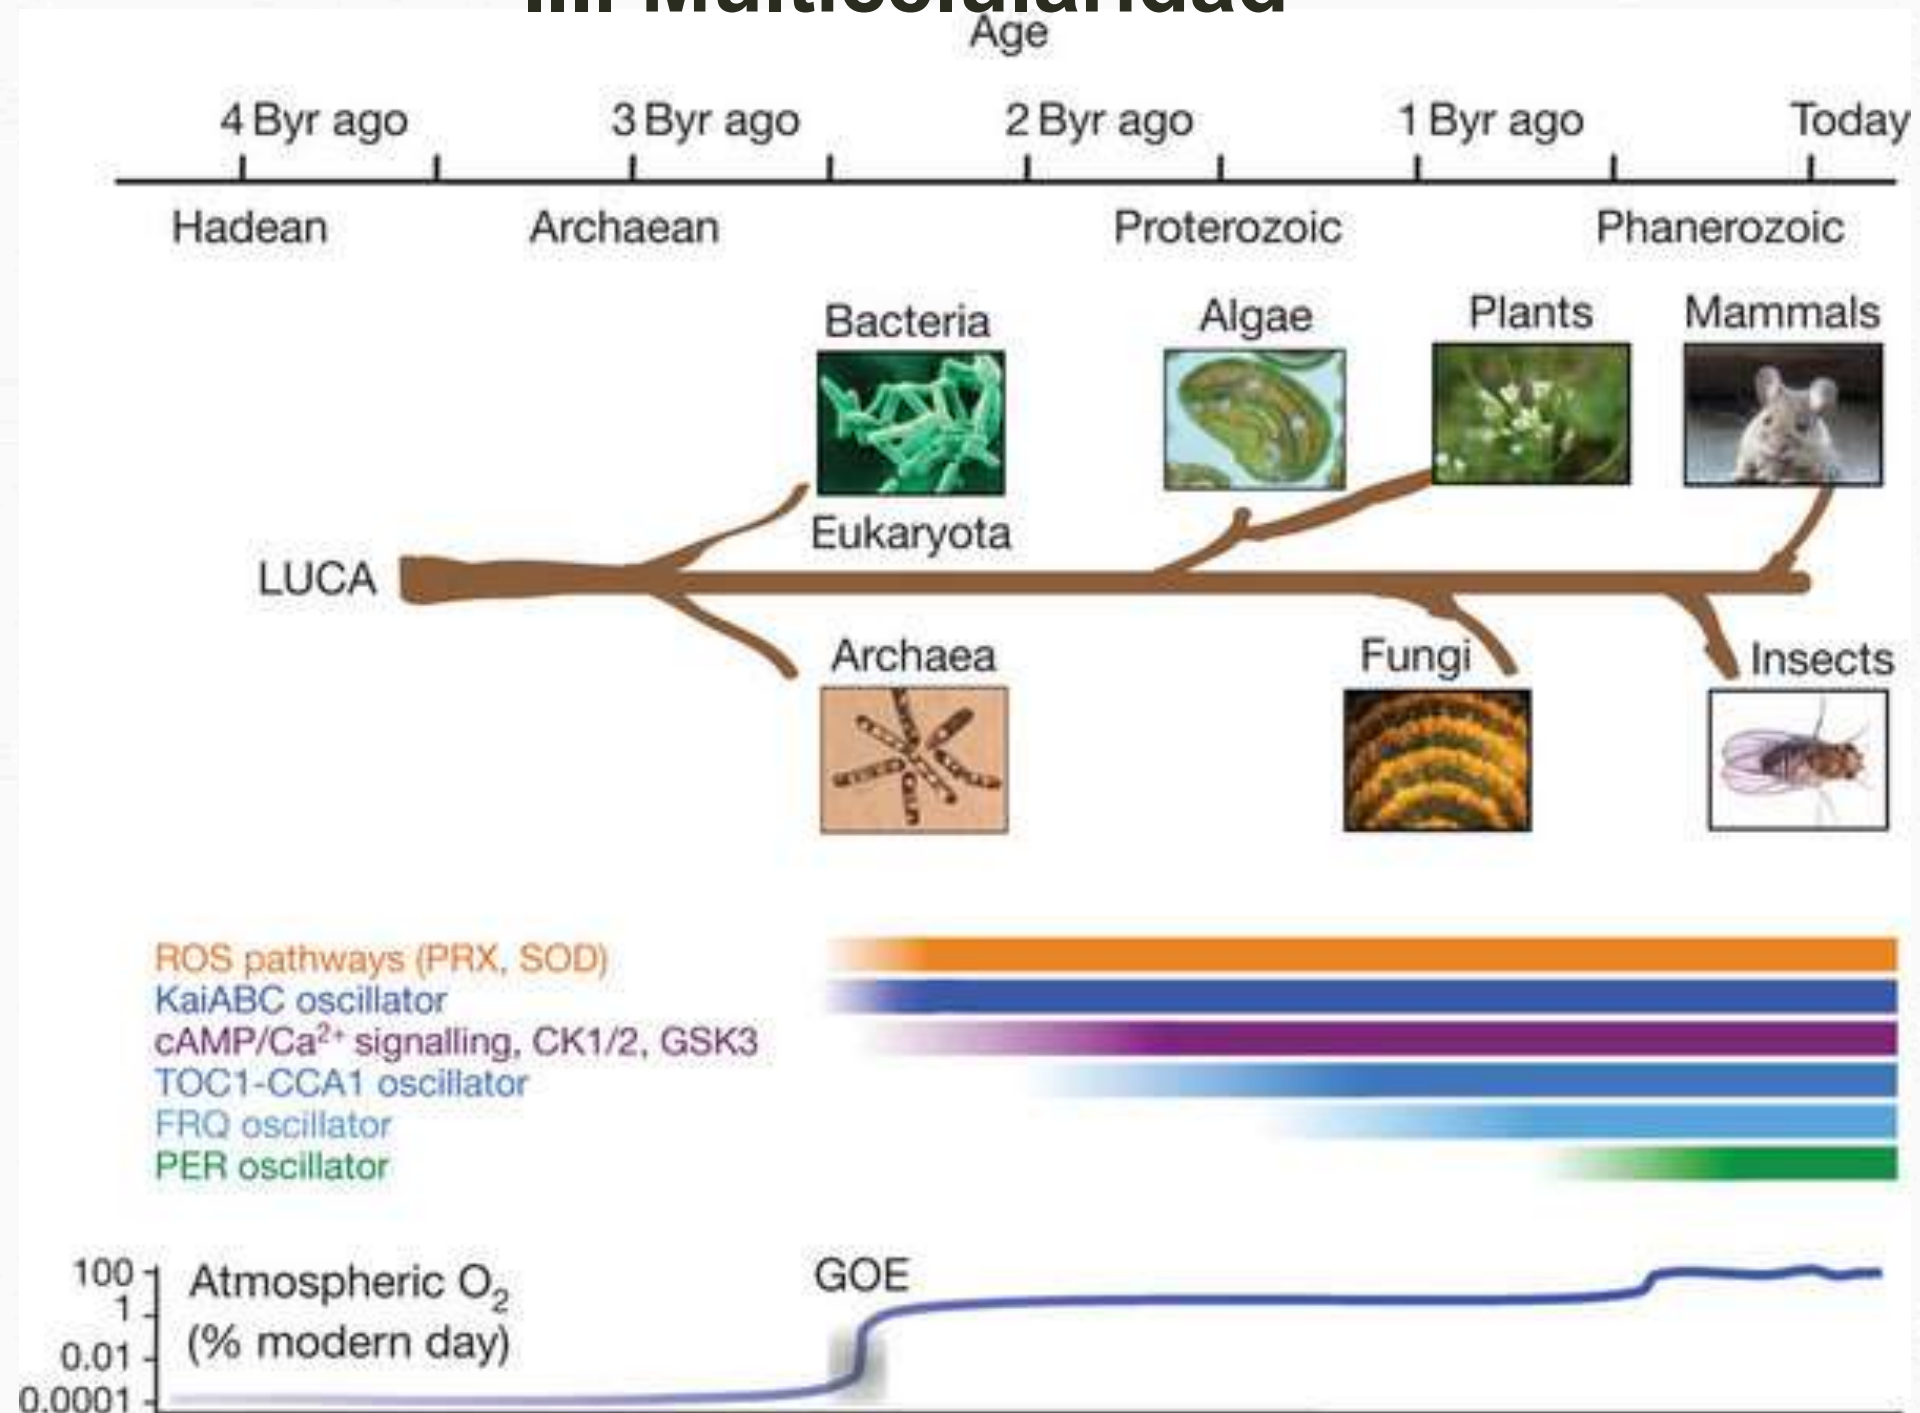 III. Multicelularidad
Age
4 Byr ago 3 Byr ago 2 Byr ago 1 Byr ago Today
Hadean Archaean Proterozoic Phanerozoic
Bacteria Algae Plants Mammals
Eukaryota
LUCA
Archaea Fungi Insects
ROS pathways (PRX, SOD)
KaiABC oscillator
cAMP/Ca²⁺ signalling, CK1/2, GSK3
TOC1-CCA1 oscillator
FRQ oscillator
PER oscillator
100 Atmospheric O₂ GOE
1
(% modern day)
0.01
0.0001